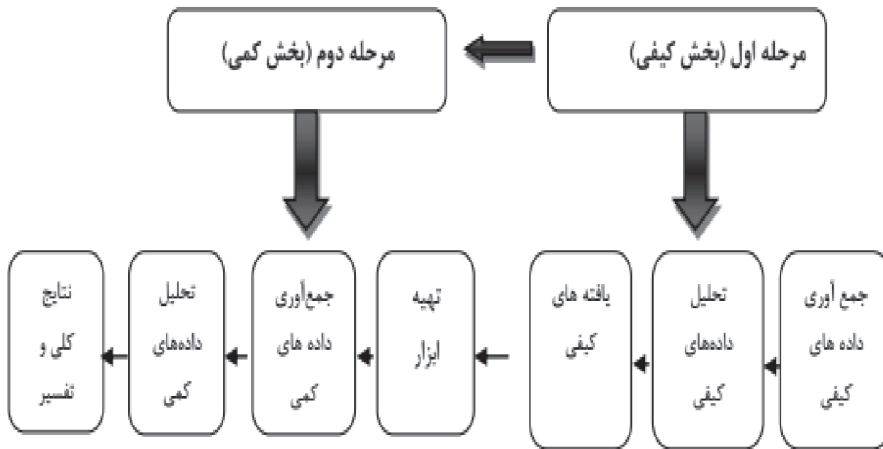 مرحله اول (بخش کیفی)
مرحله دوم (بخش کمی)
جمع آوری
داده های
کیفی
تحلیل
داده‌های
کیفی
یافته های
کیفی
تهیه
ابزار
جمع‌آوری
داده های
کمی
تحلیل
داده‌های
کمی
نتایج
کلی و
تفسیر